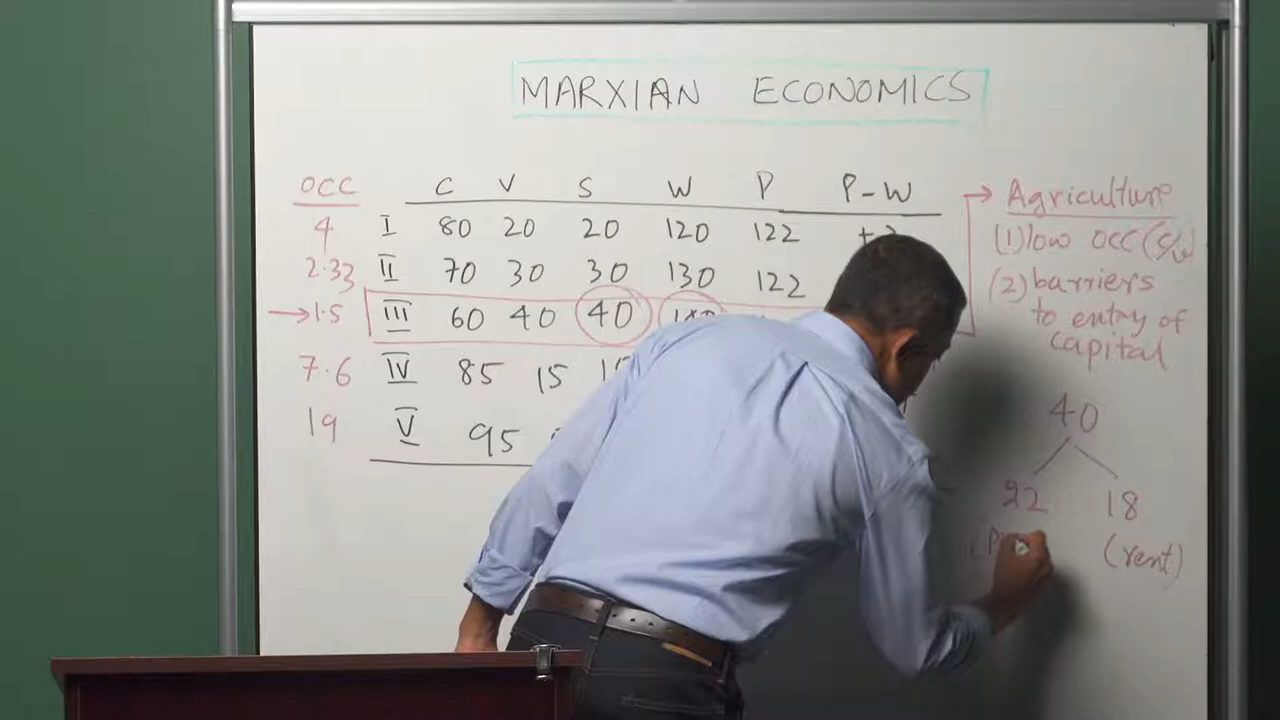 MARXIAN ECONOMICS
OCC C V S W P P-W
4 I 80 20 20 120 122
2.33 II 70 30 30 130 122
→1.5 III 60 40 40
7.6 IV 85 15
19 V 95
→ Agriculture
(1) low OCC (C/V)
(2) barriers
to entry of
capital
40
22 18
(rent)